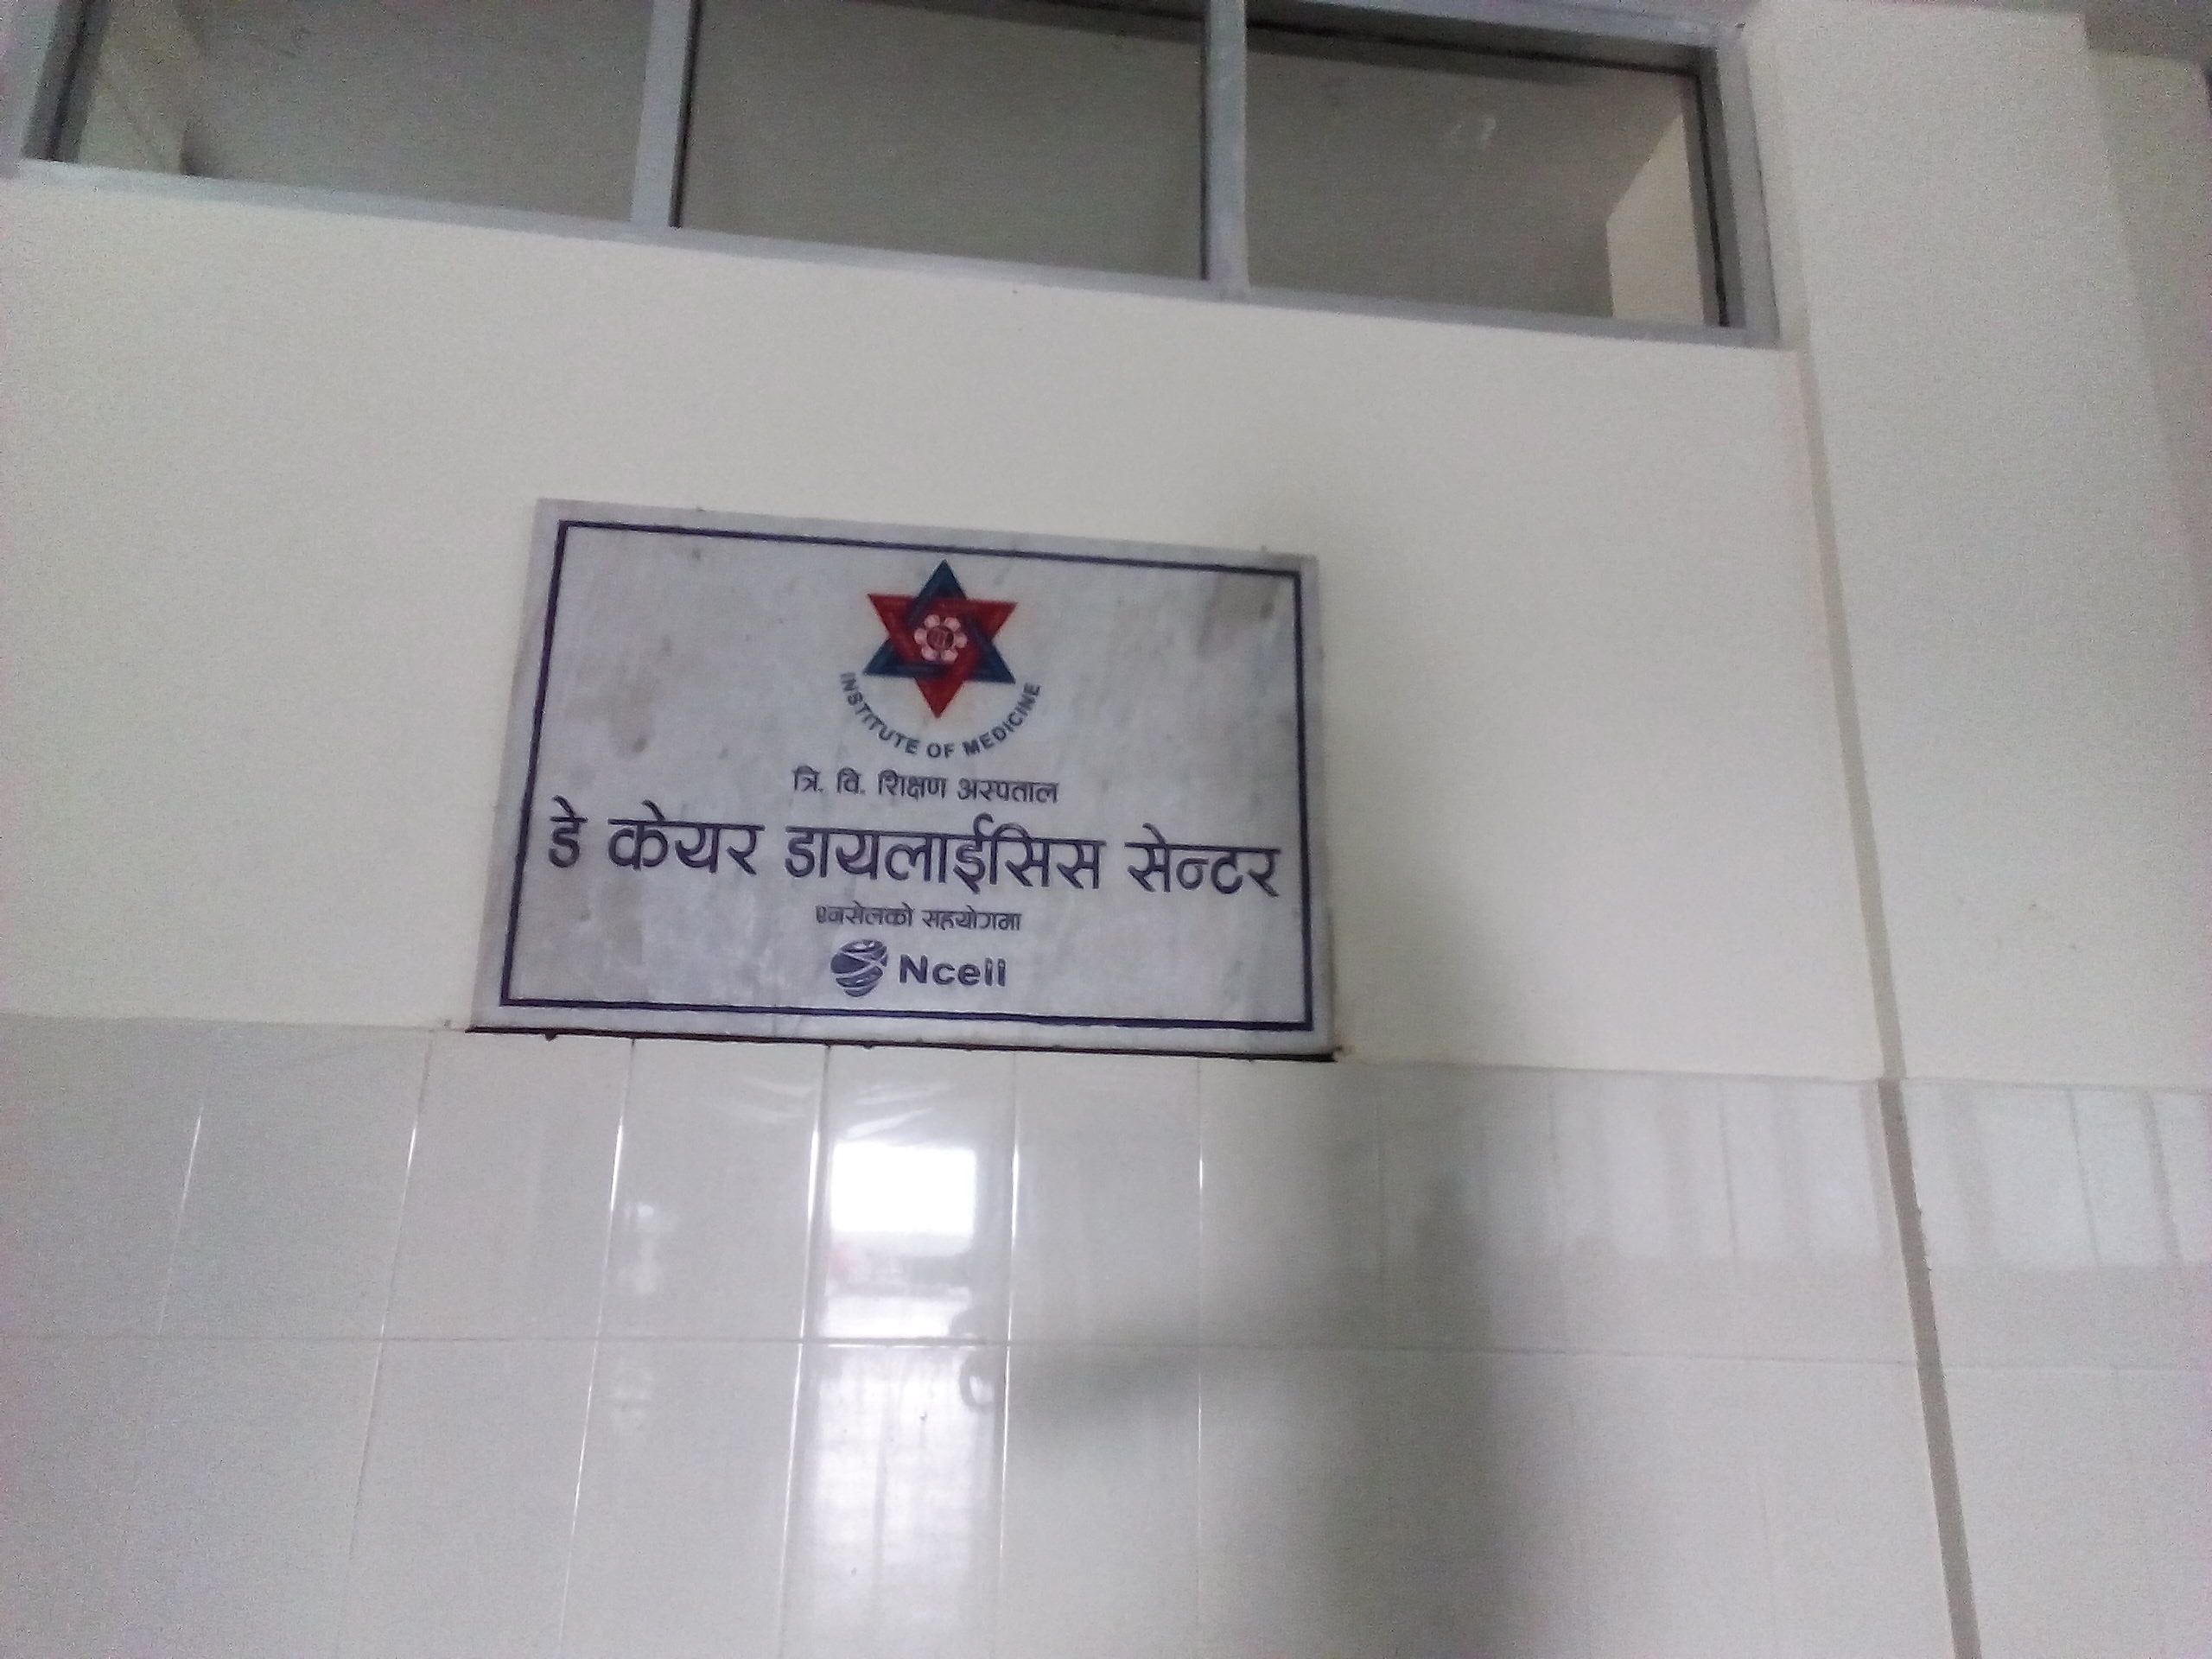 INSTITUTE OF MEDICINE
त्रि. वि. शिक्षण अस्पताल
डे केयर डायलाईसिस सेन्टर
एनसेलको सहयोगमा
Ncell